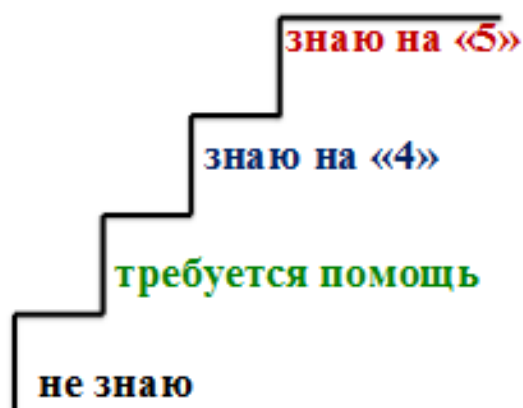 знаю на «5»
знаю на «4»
требуется помощь
не знаю